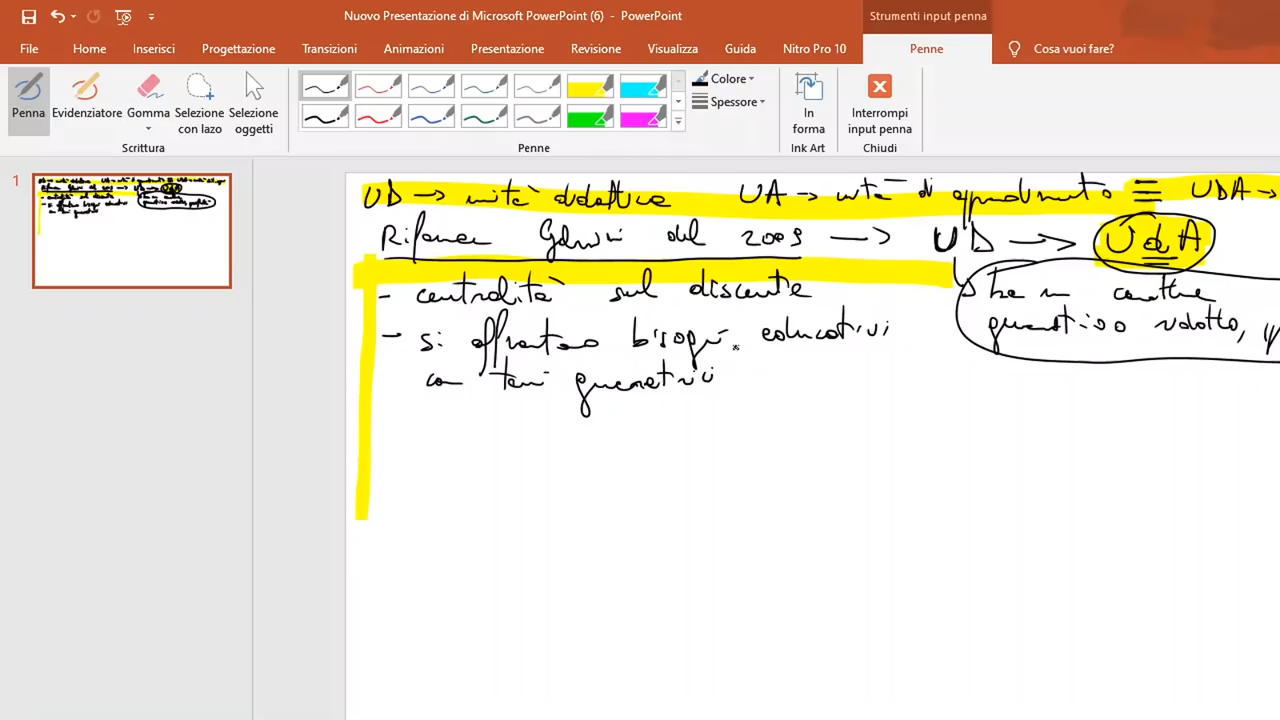 Nuovo Presentazione di Microsoft PowerPoint (6) - PowerPoint
Strumenti input penna
File Home Inserisci Progettazione Transizioni Animazioni Presentazione Revisione Visualizza Guida Nitro Pro 10 Penne Cosa vuoi fare?
Penna Evidenziatore Gomma Selezione con lazo Selezione oggetti
Colore
Spessore
In forma
Interrompi input penna
Scrittura Penne Ink Art Chiudi
1
UD → unità didattica UA → unità di apprendimento ≡ UDA →
Riforma Gelmini del 2009 → UD → UdA
- centralità sul discente
- si affrontano bisogni educativi
con temi
ha un carattere
ridotto,